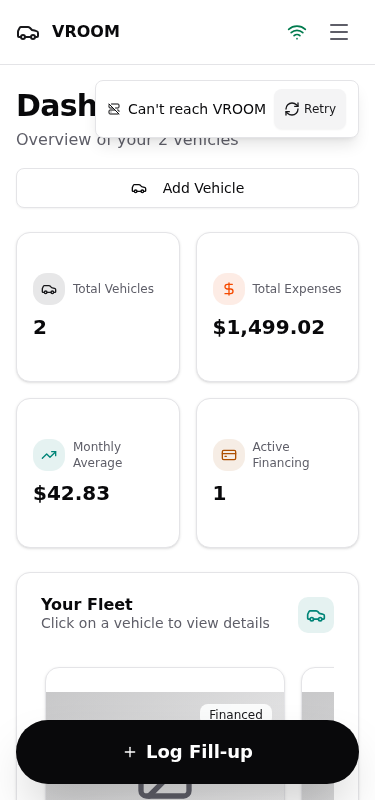 VROOM
Can't reach VROOM
Retry
Dash
Overview of your 2 vehicles
Add Vehicle
Total Vehicles
2
Total Expenses
$1,499.02
Monthly
Average
$42.83
Active
Financing
1
Your Fleet
Click on a vehicle to view details
Financed
Log Fill-up